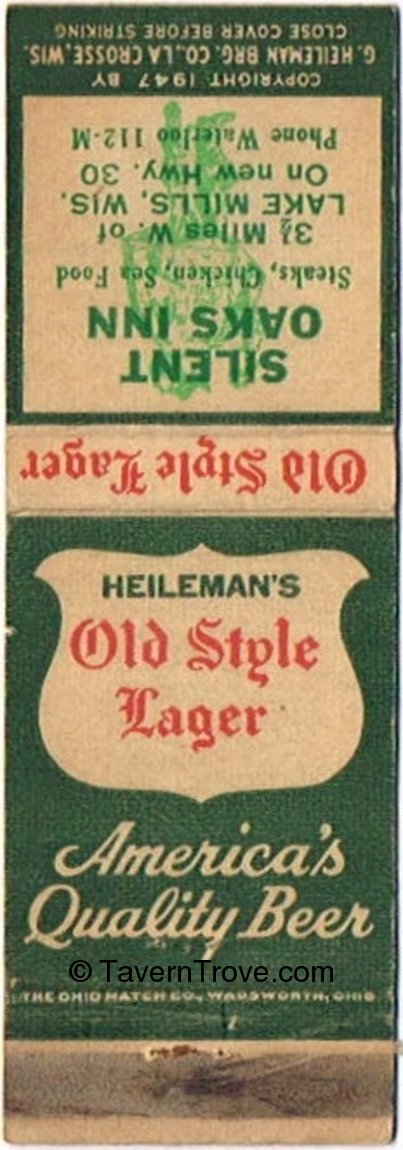 CLOSE COVER BEFORE STRIKING
G. HEILEMAN BRG. CO., LA CROSSE, WIS.
COPYRIGHT 1947 BY
SILENT
OAKS INN
Steaks, Chicken, Sea Food
3½ Miles W. of
LAKE MILLS, WIS.
On new Hwy. 30
Phone Waterloo 112-M
Old Style Lager
HEILEMAN'S
Old Style
Lager
America's
Quality Beer
© TavernTrove.com
THE OHIO MATCH CO., WADSWORTH, OHIO